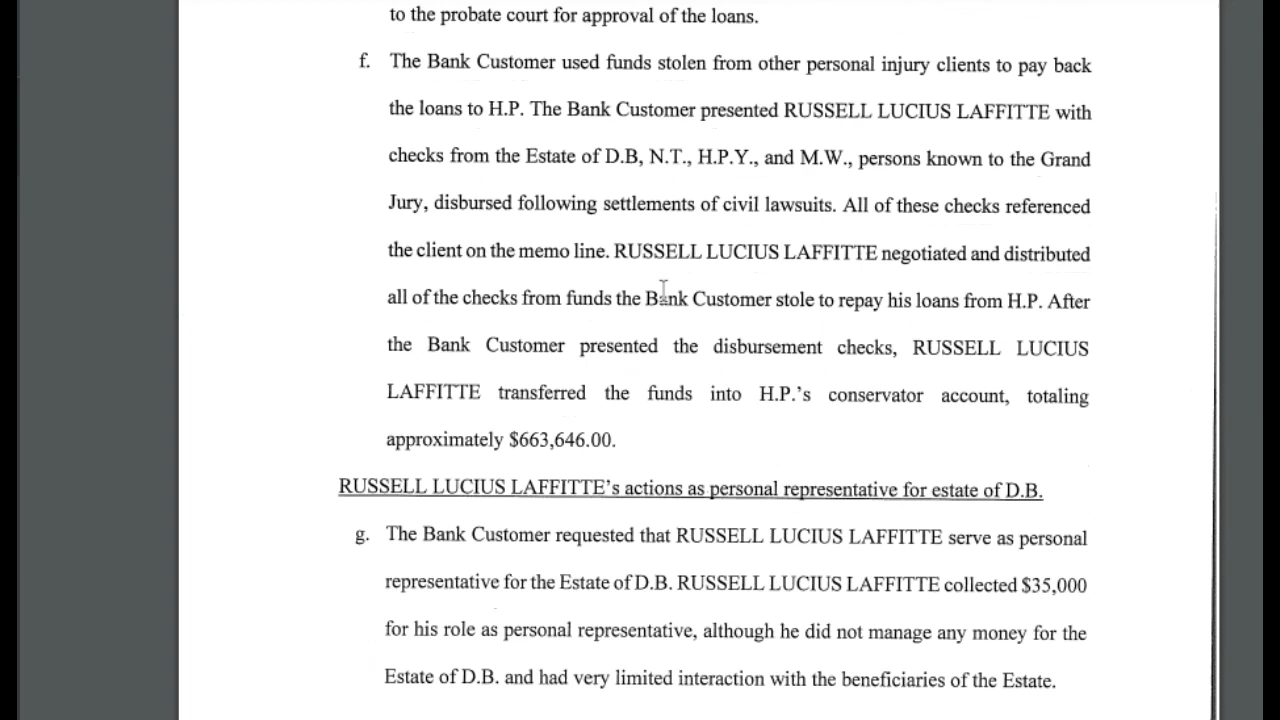 to the probate court for approval of the loans.
f. The Bank Customer used funds stolen from other personal injury clients to pay back
the loans to H.P. The Bank Customer presented RUSSELL LUCIUS LAFFITTE with
checks from the Estate of D.B, N.T., H.P.Y., and M.W., persons known to the Grand
Jury, disbursed following settlements of civil lawsuits. All of these checks referenced
the client on the memo line. RUSSELL LUCIUS LAFFITTE negotiated and distributed
all of the checks from funds the Bank Customer stole to repay his loans from H.P. After
the Bank Customer presented the disbursement checks, RUSSELL LUCIUS
LAFFITTE transferred the funds into H.P.'s conservator account, totaling
approximately $663,646.00.
RUSSELL LUCIUS LAFFITTE's actions as personal representative for estate of D.B.
g. The Bank Customer requested that RUSSELL LUCIUS LAFFITTE serve as personal
representative for the Estate of D.B. RUSSELL LUCIUS LAFFITTE collected $35,000
for his role as personal representative, although he did not manage any money for the
Estate of D.B. and had very limited interaction with the beneficiaries of the Estate.